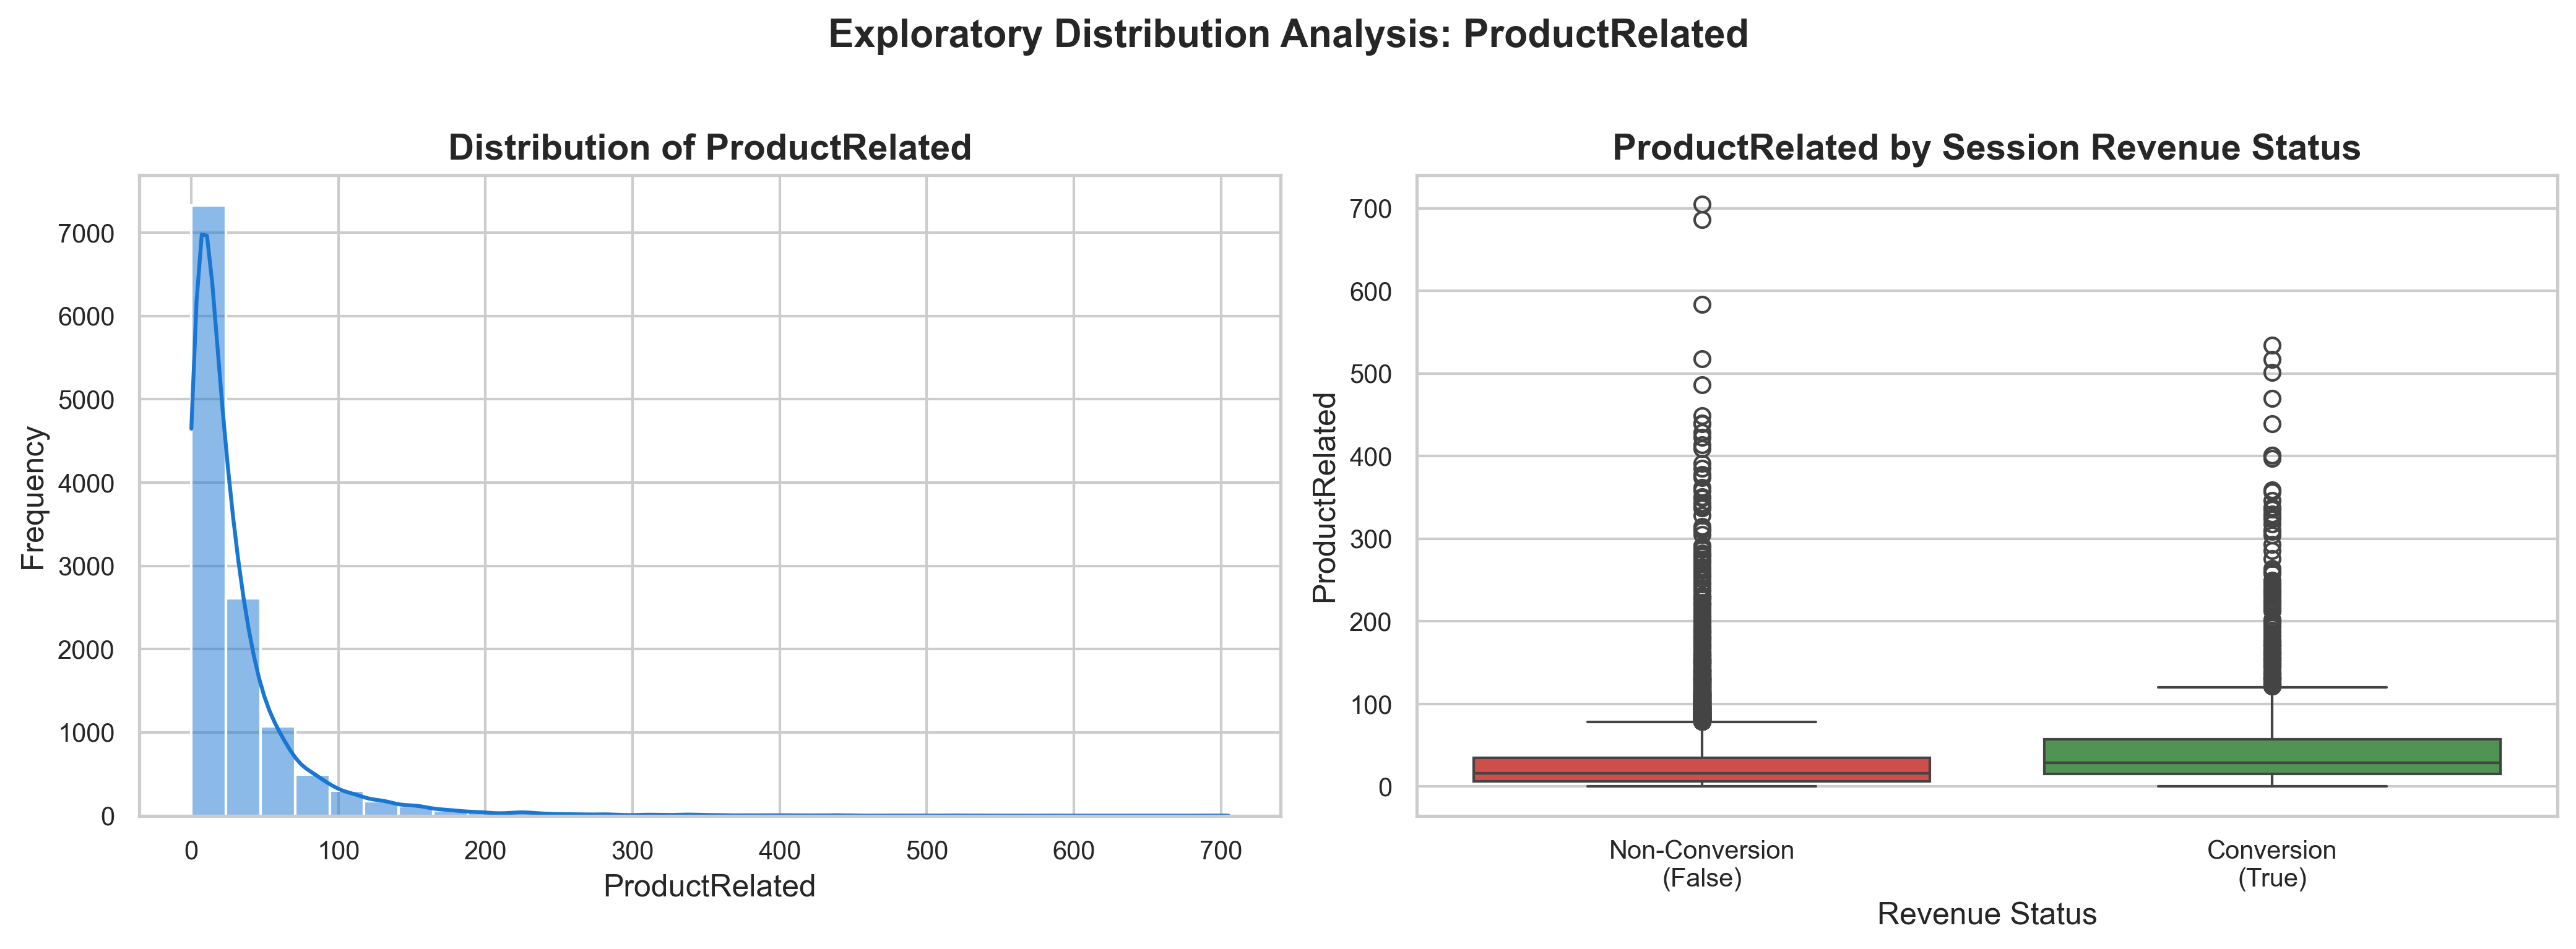 Exploratory Distribution Analysis: ProductRelated
Distribution of ProductRelated
Frequency
7000
6000
5000
4000
3000
2000
1000
0
0 100 200 300 400 500 600 700
ProductRelated
ProductRelated by Session Revenue Status
ProductRelated
700
600
500
400
300
200
100
0
Non-Conversion
(False)
Conversion
(True)
Revenue Status